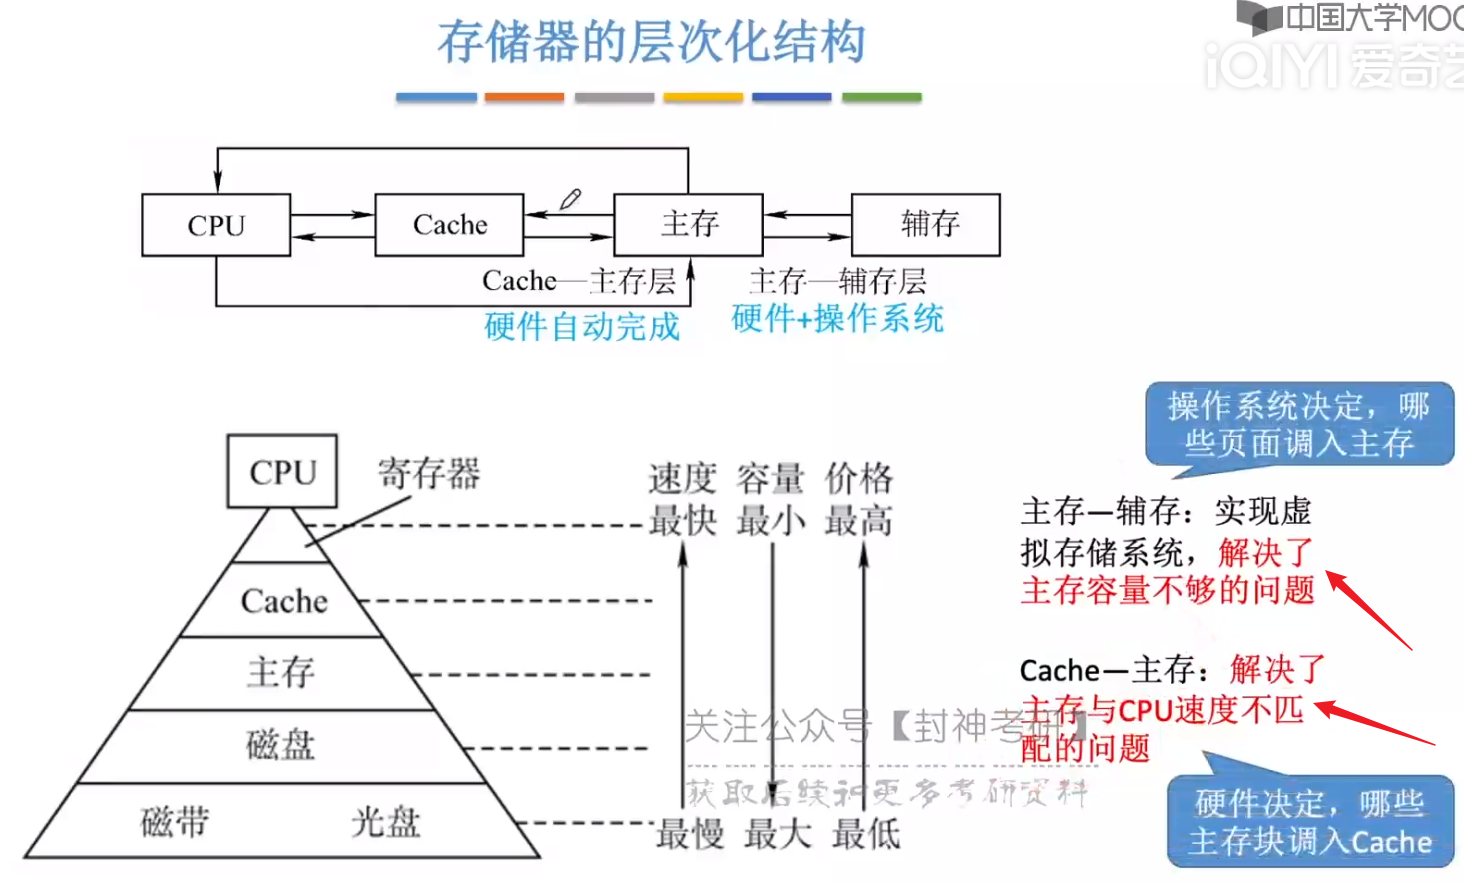 中国大学MOO
iQIYI 爱奇艺
存储器的层次化结构
CPU
Cache
主存
辅存
Cache—主存层
主存—辅存层
硬件自动完成
硬件+操作系统
操作系统决定，哪
些页面调入主存
CPU
寄存器
速度 容量 价格
最快 最小 最高
主存—辅存：实现虚
拟存储系统，解决了
主存容量不够的问题
Cache
主存
Cache—主存：解决了
主存与CPU速度不匹
配的问题
关注公众号【封神考研】
磁盘
获取后续和更多考研资料
磁带
光盘
最慢 最大 最低
硬件决定，哪些
主存块调入Cache